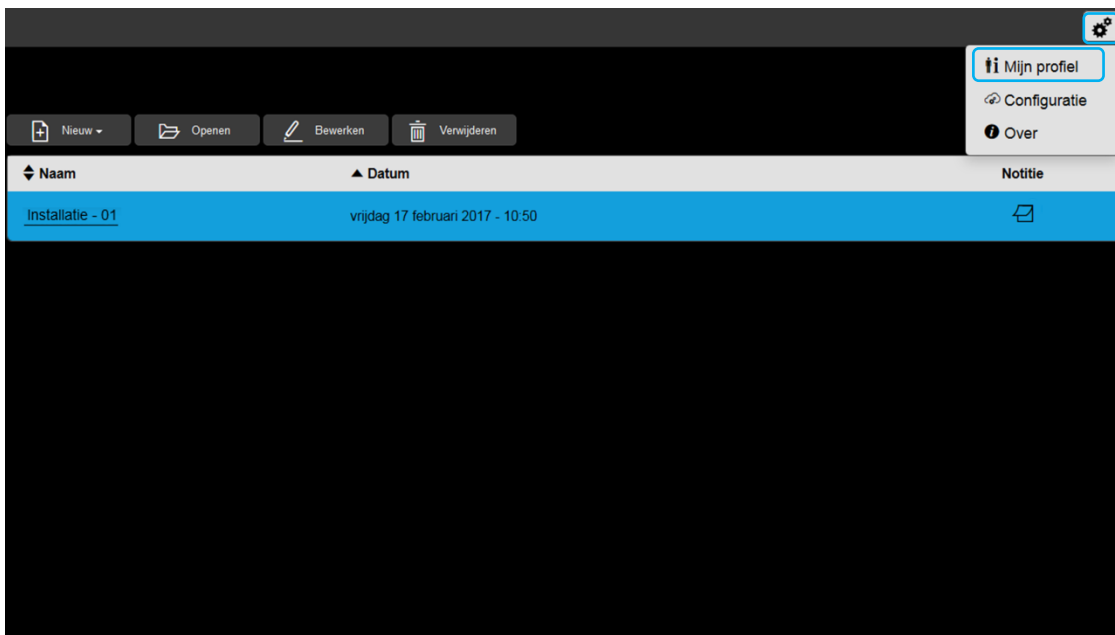 Mijn profiel
Configuratie
Over
Nieuw Openen Bewerken Verwijderen
Naam Datum Notitie
Installatie - 01 vrijdag 17 februari 2017 - 10:50